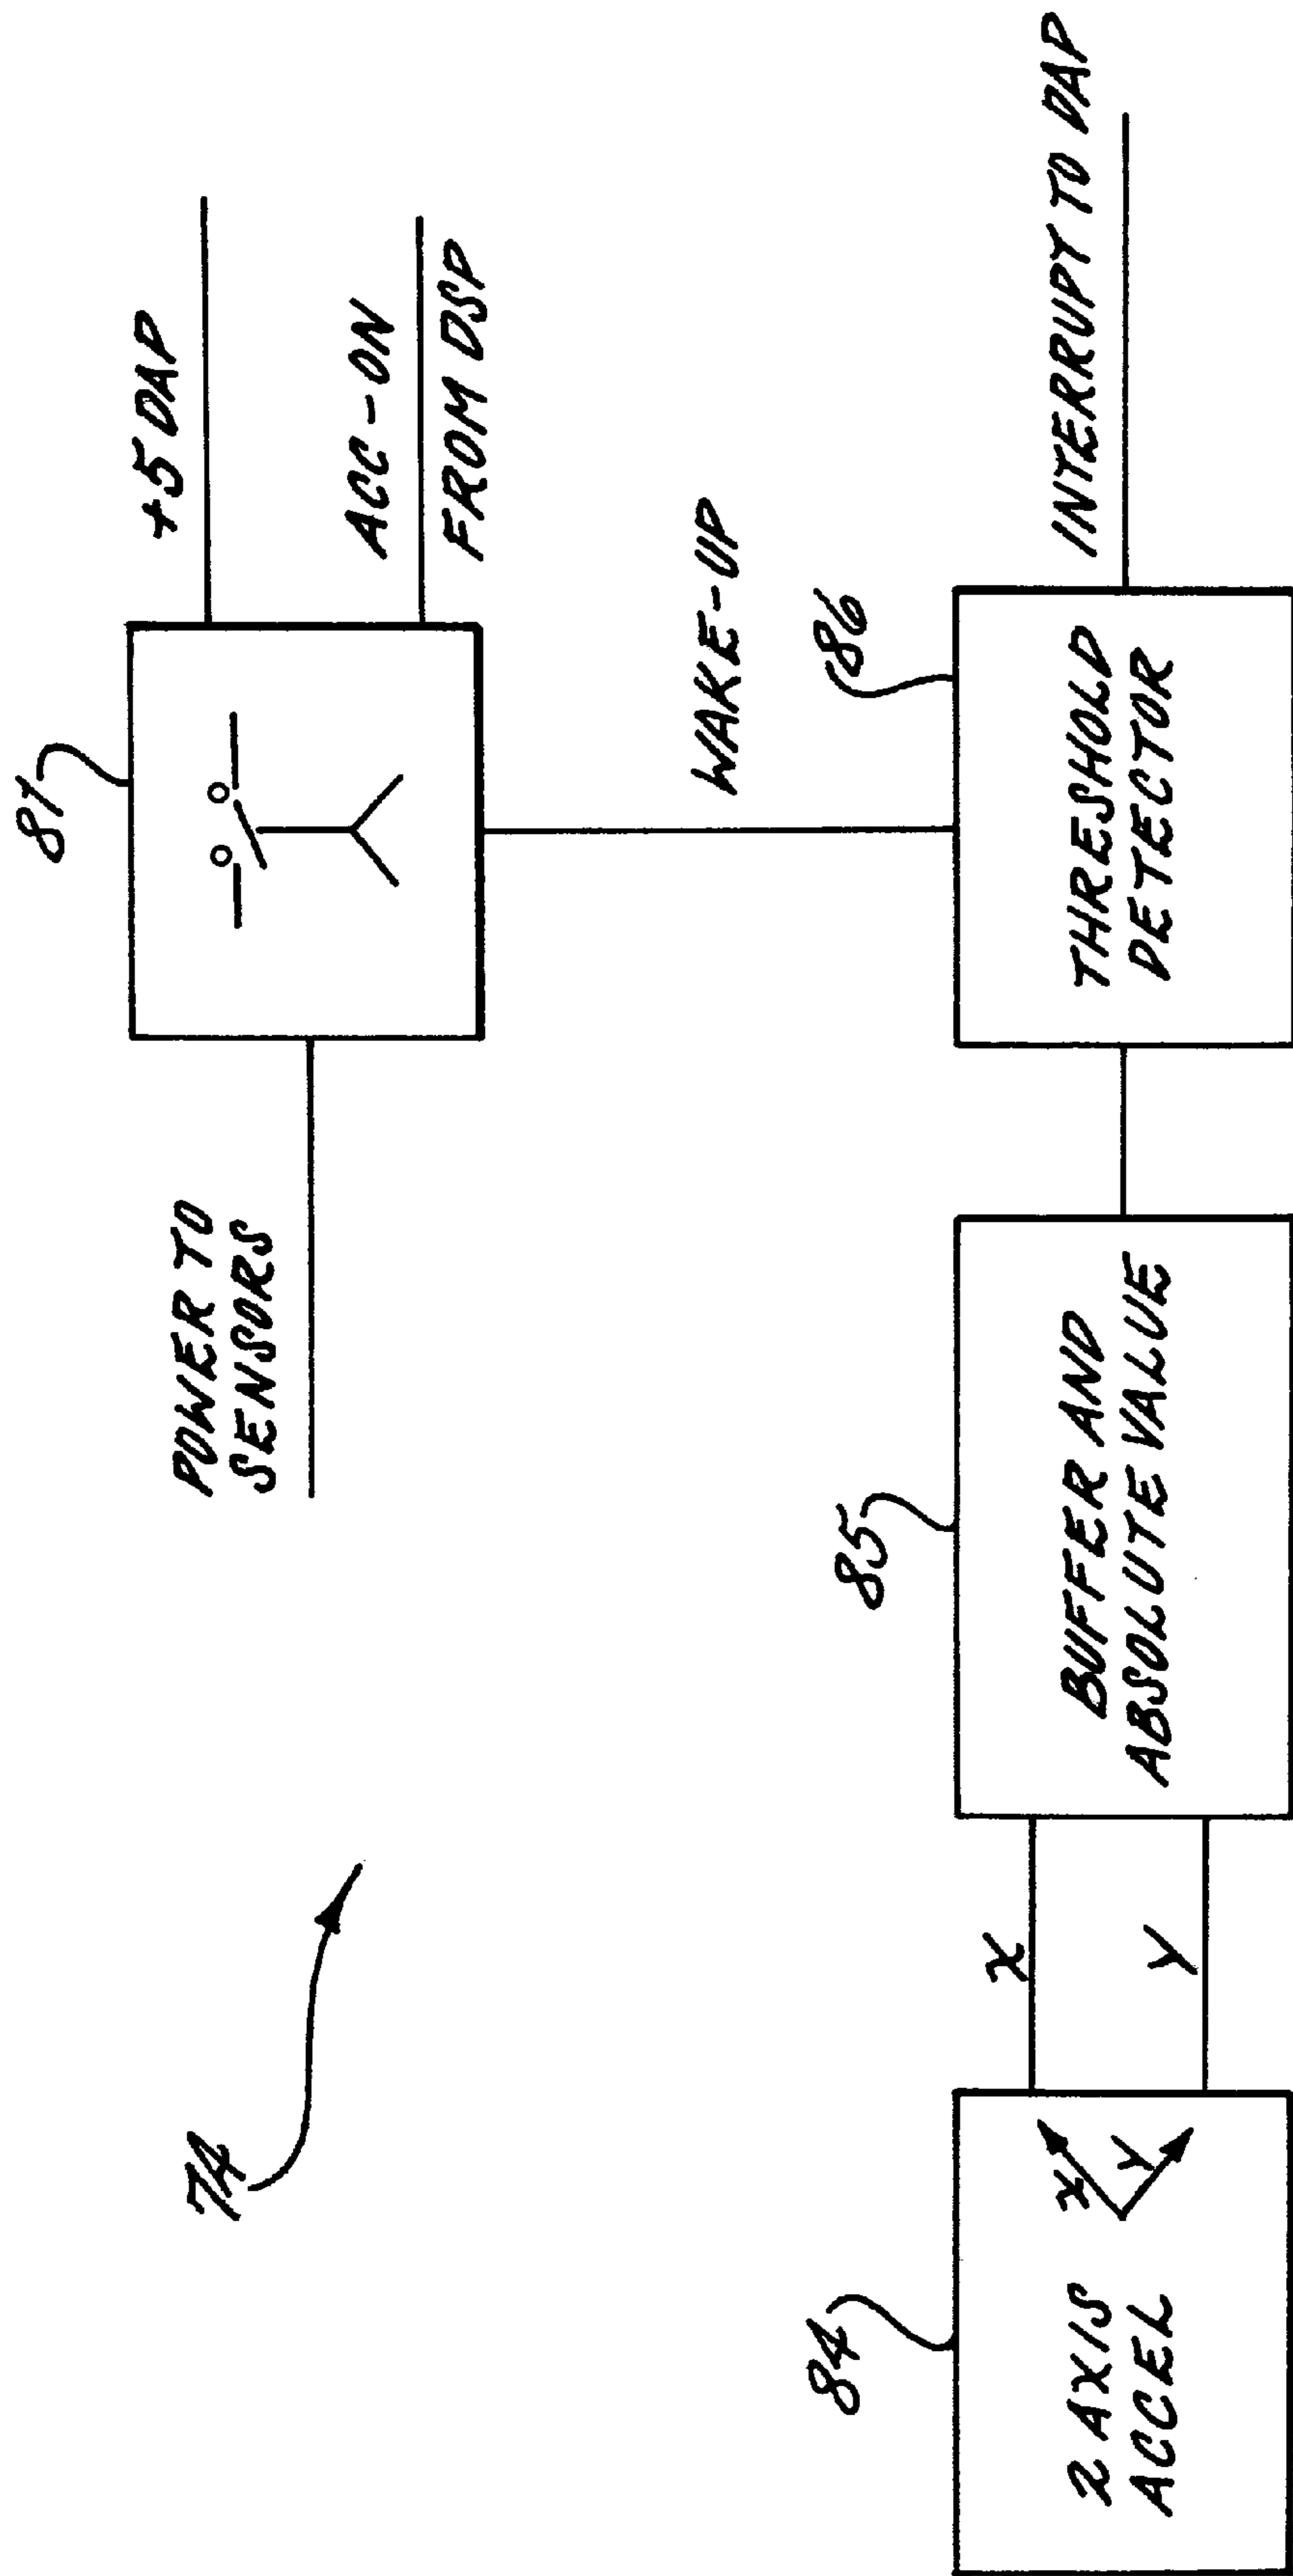 74
81
POWER TO
SENSORS
+5 DAP
ACC-ON
FROM DSP
WAKE-UP
84
85
86
2 AXIS
ACCEL
X
Y
X
Y
BUFFER AND
ABSOLUTE VALUE
THRESHOLD
DETECTOR
INTERRUPT TO DAP